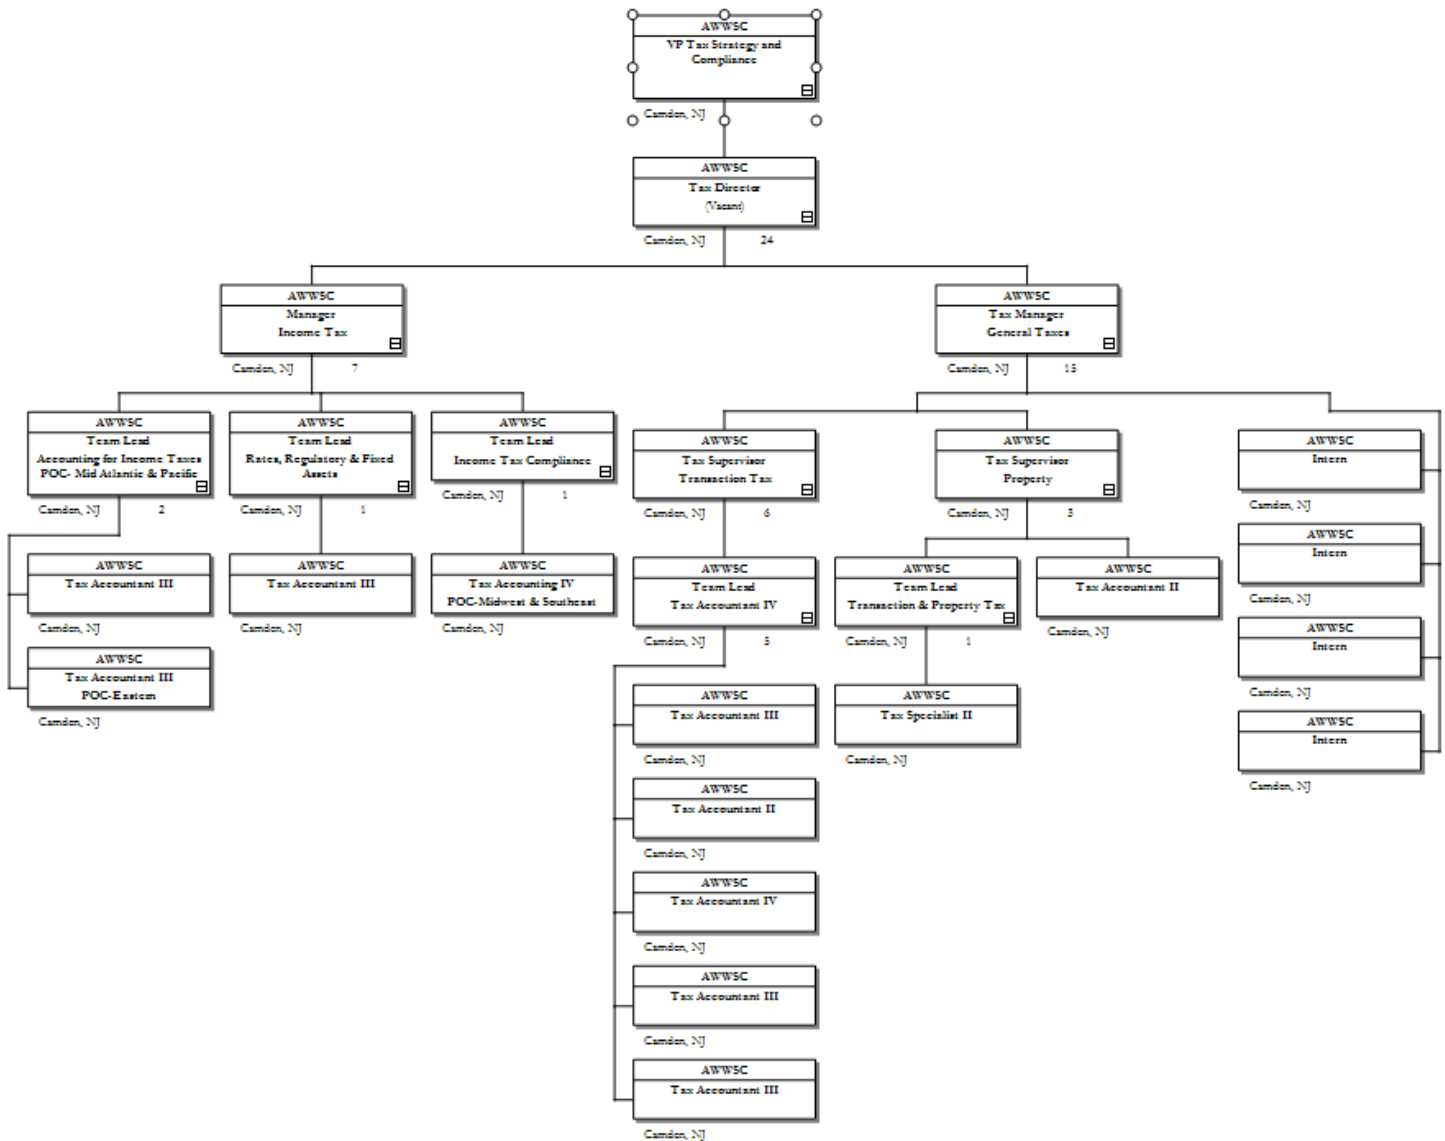 AWWSC
VP Tax Strategy and
Compliance
Camden, NJ
AWWSC
Tax Director
(Vacant)
Camden, NJ 24
AWWSC
Manager
Income Tax
Camden, NJ 7
AWWSC
Tax Manager
General Taxes
Camden, NJ 15
AWWSC
Team Lead
Accounting for Income Taxes
POC- Mid Atlantic & Pacific
Camden, NJ 2
AWWSC
Tax Accountant III
Camden, NJ
AWWSC
Tax Accountant III
POC-Eastern
Camden, NJ
AWWSC
Team Lead
Rates, Regulatory & Fixed
Assets
Camden, NJ 1
AWWSC
Tax Accountant III
Camden, NJ
AWWSC
Team Lead
Income Tax Compliance
Camden, NJ 1
AWWSC
Tax Accounting IV
POC-Midwest & Southeast
Camden, NJ
AWWSC
Tax Supervisor
Transaction Tax
Camden, NJ 6
AWWSC
Team Lead
Tax Accountant IV
Camden, NJ 5
AWWSC
Tax Accountant III
Camden, NJ
AWWSC
Tax Accountant II
Camden, NJ
AWWSC
Tax Accountant IV
Camden, NJ
AWWSC
Tax Accountant III
Camden, NJ
AWWSC
Tax Accountant III
Camden, NJ
AWWSC
Tax Supervisor
Property
Camden, NJ 3
AWWSC
Team Lead
Transaction & Property Tax
Camden, NJ 1
AWWSC
Tax Specialist II
Camden, NJ
AWWSC
Tax Accountant II
Camden, NJ
AWWSC
Intern
Camden, NJ
AWWSC
Intern
Camden, NJ
AWWSC
Intern
Camden, NJ
AWWSC
Intern
Camden, NJ